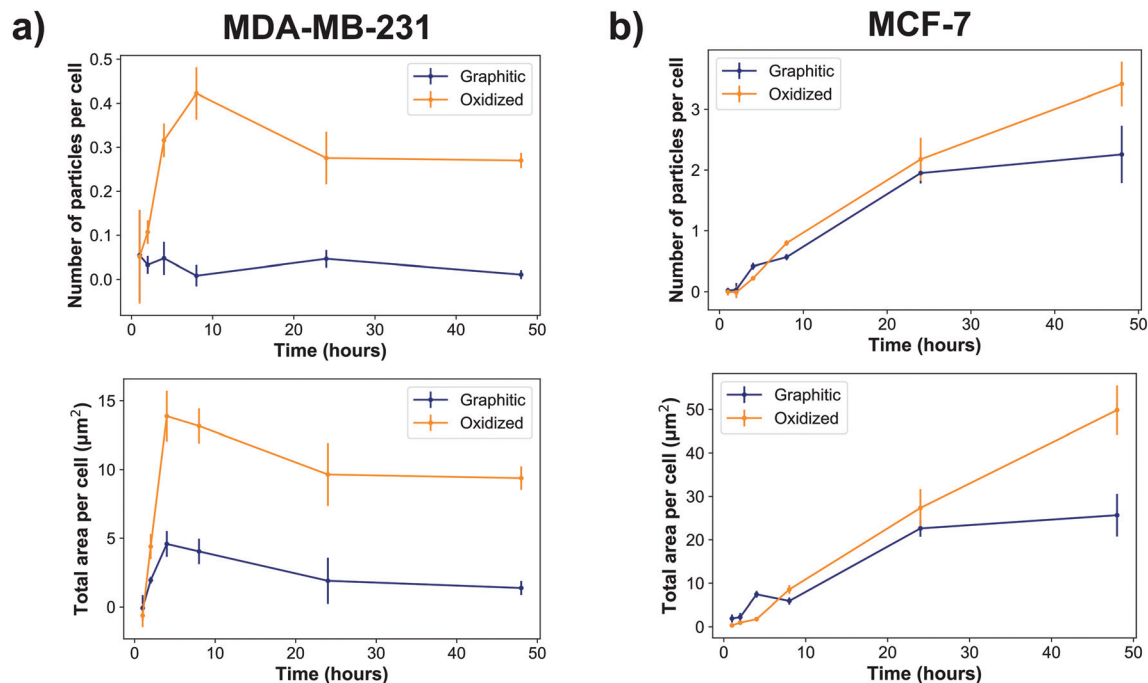 a)
MDA-MB-231
Number of particles per cell
0.5
0.4
0.3
0.2
0.1
0.0
Graphitic
Oxidized
0 10 20 30 40 50
Time (hours)
Total area per cell (µm²)
15
10
5
0
Graphitic
Oxidized
0 10 20 30 40 50
Time (hours)
b)
MCF-7
Number of particles per cell
3
2
1
0
Graphitic
Oxidized
0 10 20 30 40 50
Time (hours)
Total area per cell (µm²)
50
40
30
20
10
0
Graphitic
Oxidized
0 10 20 30 40 50
Time (hours)